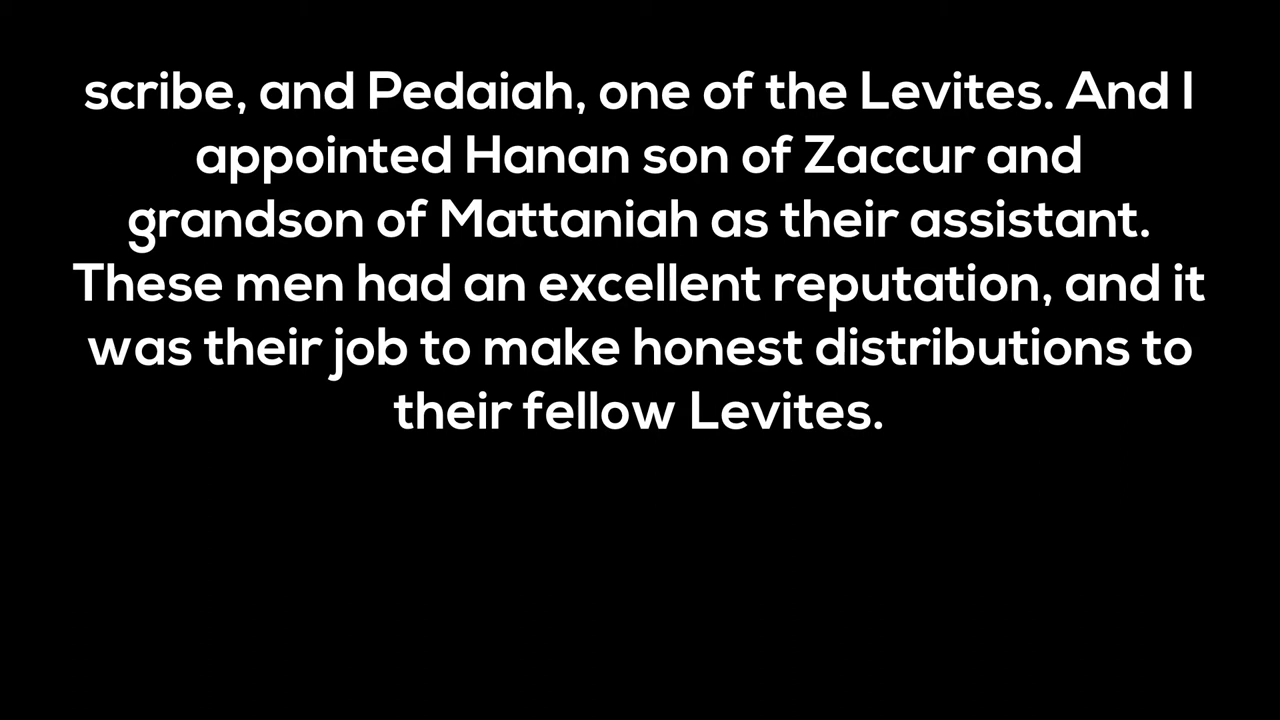 scribe, and Pedaiah, one of the Levites. And I
appointed Hanan son of Zaccur and
grandson of Mattaniah as their assistant.
These men had an excellent reputation, and it
was their job to make honest distributions to
their fellow Levites.